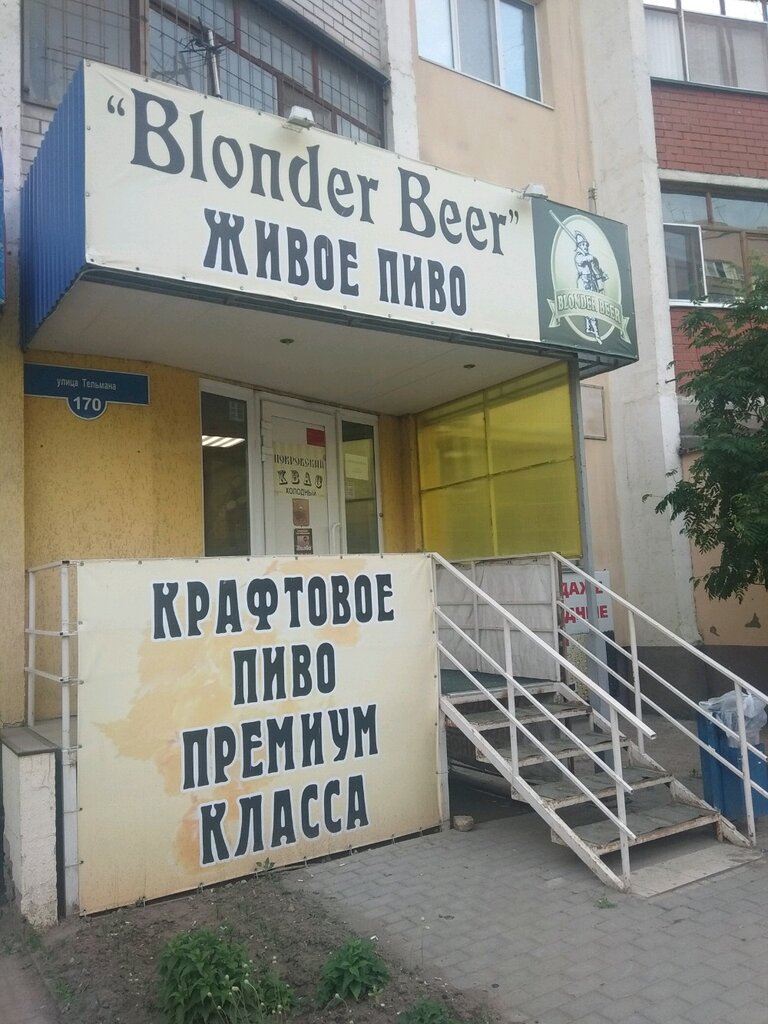 "Blonder Beer"
ЖИВОЕ ПИВО
BLONDER BEER
улица Тельмана
170
ПОКРОВСКИЙ
КВАС
ХОЛОДНЫЙ
КРАФТОВОЕ
ПИВО
ПРЕМИУМ
КЛАССА